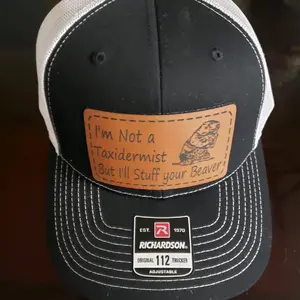 I'm Not a
Taxidermist
But I'll Stuff your Beaver
EST. R 1970
RICHARDSON®
ORIGINAL 112 TRUCKER
ADJUSTABLE